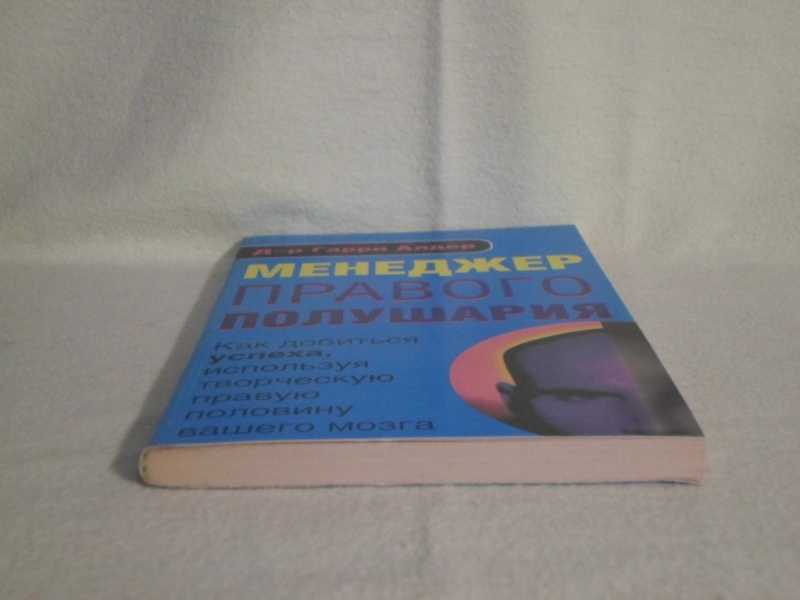 Д-р Гарри Алдер
МЕНЕДЖЕР
ПРАВОГО
ПОЛУШАРИЯ
Как добиться
успеха,
используя
творческую
правую
половину
вашего мозга